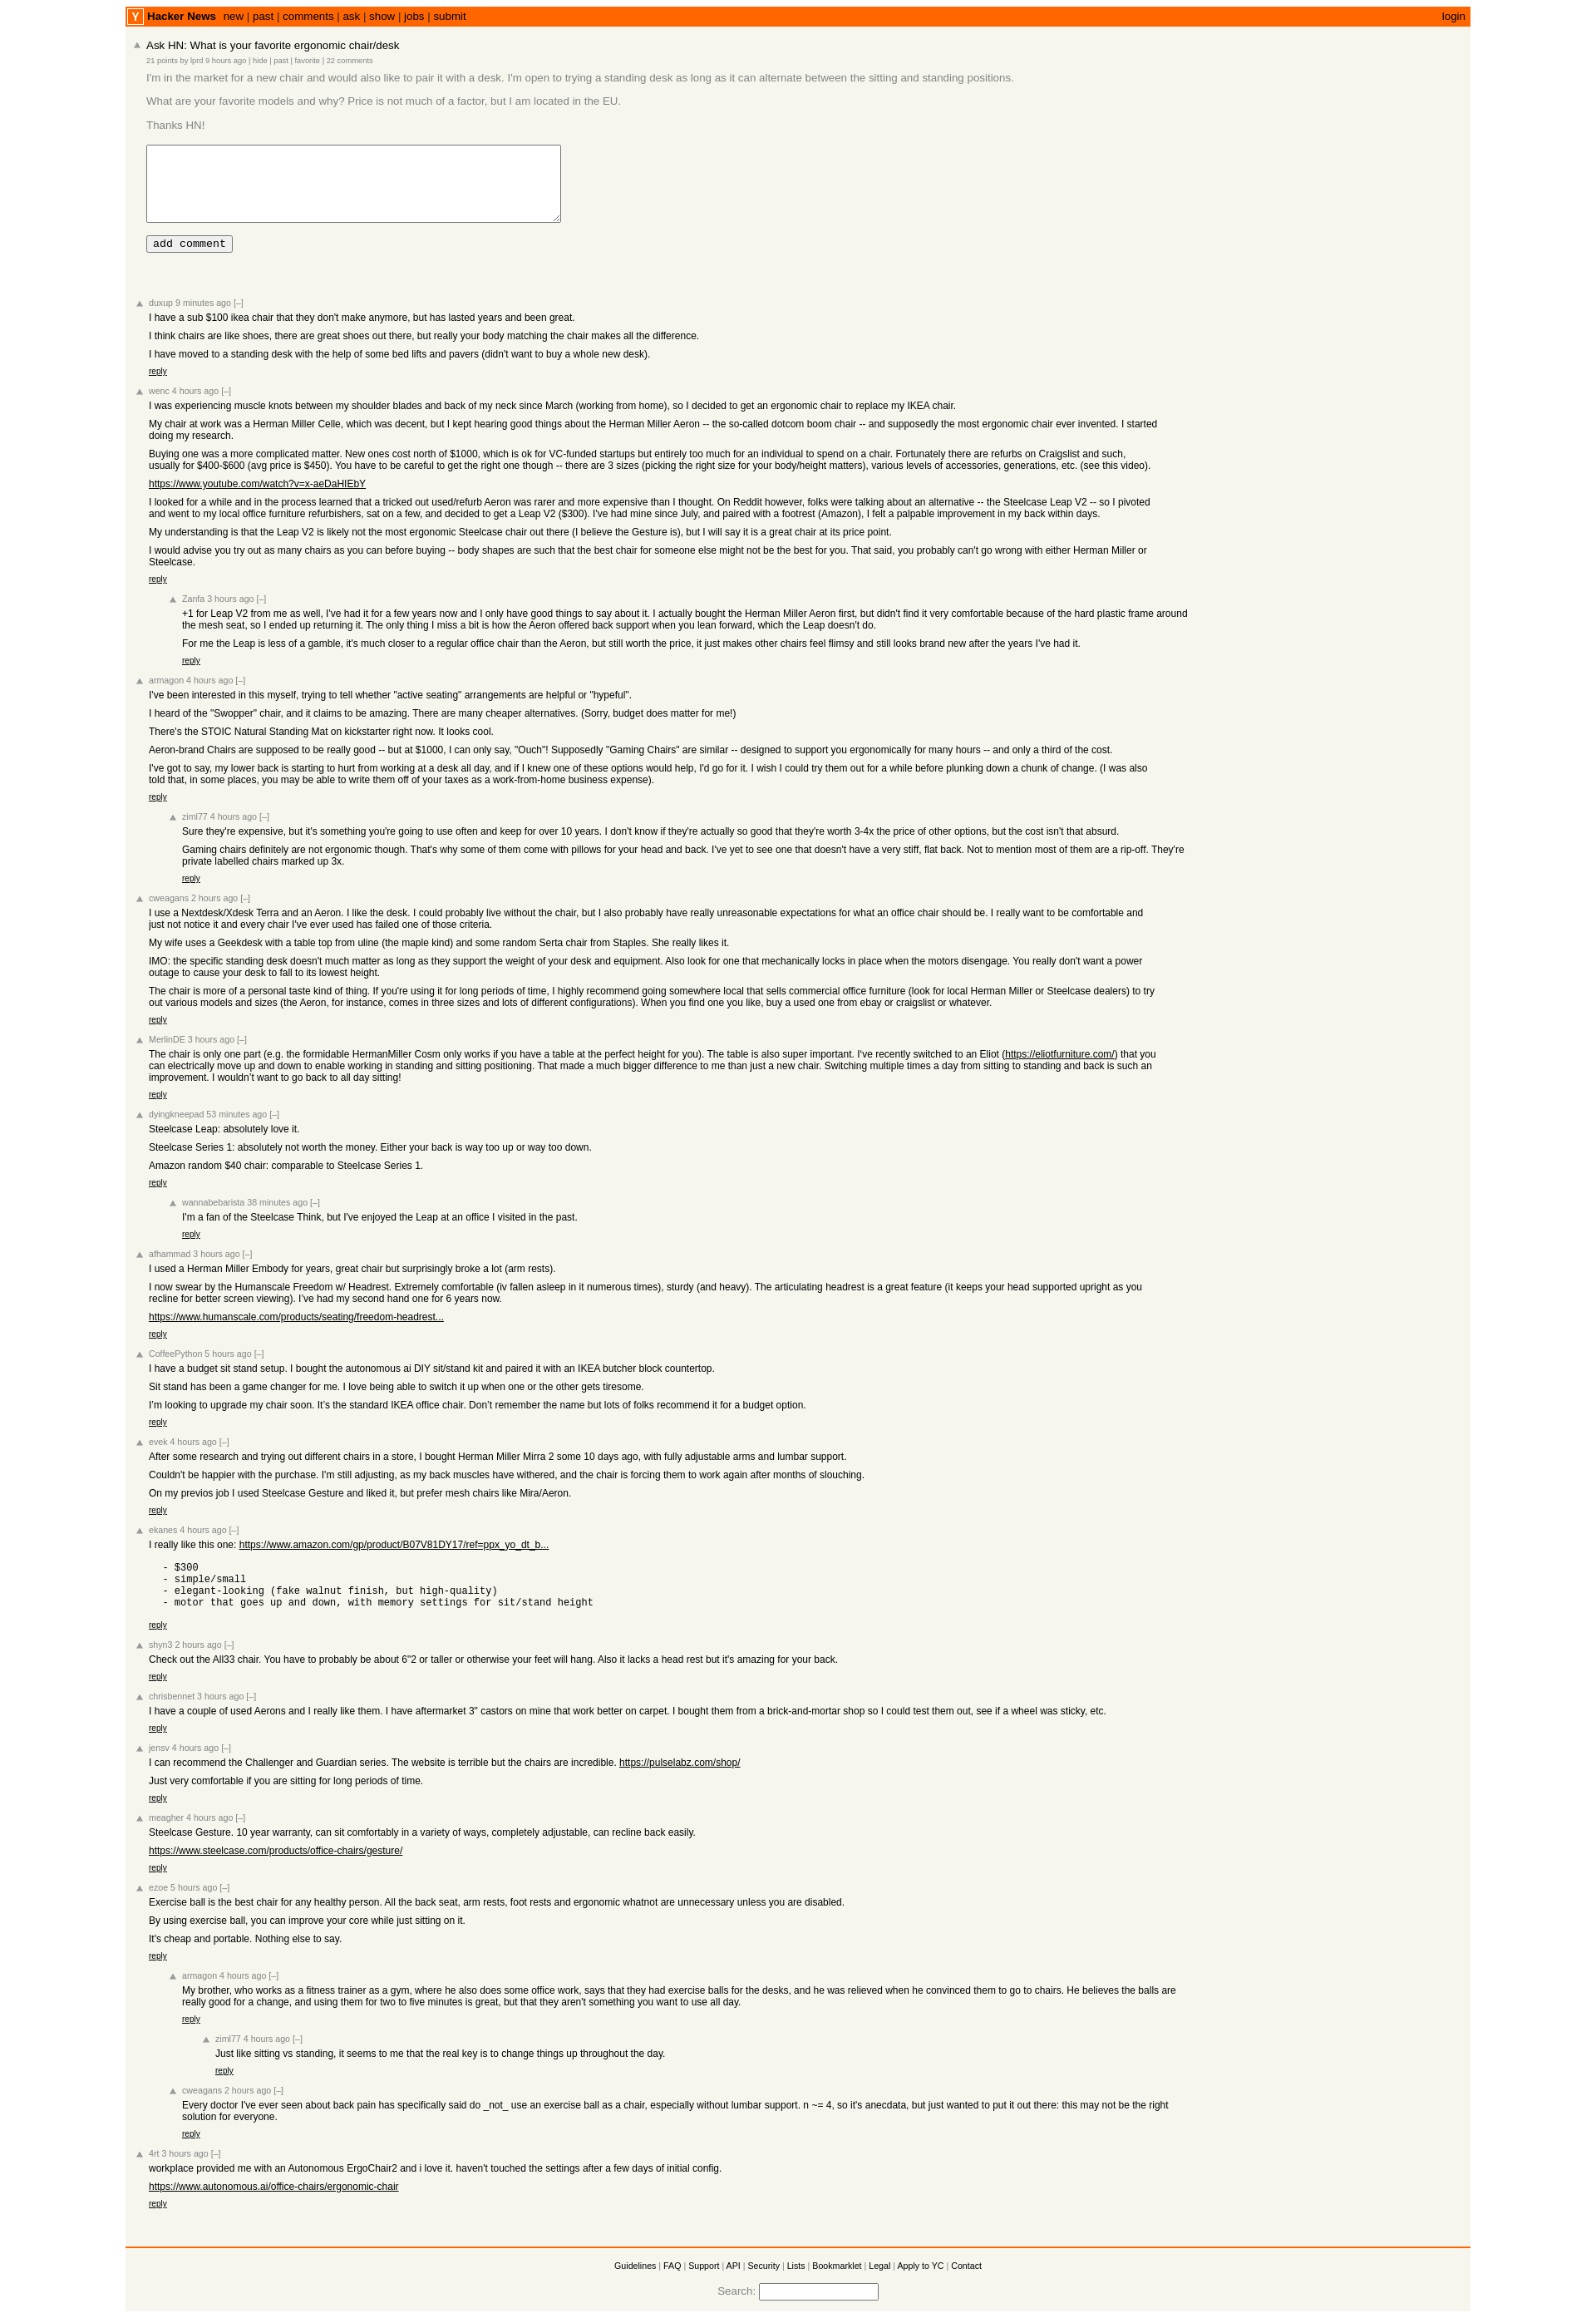 Y Hacker News new | past | comments | ask | show | jobs | submit login
Ask HN: What is your favorite ergonomic chair/desk
21 points by lprd 9 hours ago | hide | past | favorite | 22 comments
I'm in the market for a new chair and would also like to pair it with a desk. I'm open to trying a standing desk as long as it can alternate between the sitting and standing positions.
What are your favorite models and why? Price is not much of a factor, but I am located in the EU.
Thanks HN!
add comment
duxup 9 minutes ago [–]
I have a sub $100 ikea chair that they don't make anymore, but has lasted years and been great.
I think chairs are like shoes, there are great shoes out there, but really your body matching the chair makes all the difference.
I have moved to a standing desk with the help of some bed lifts and pavers (didn't want to buy a whole new desk).
reply
wenc 4 hours ago [–]
I was experiencing muscle knots between my shoulder blades and back of my neck since March (working from home), so I decided to get an ergonomic chair to replace my IKEA chair.
My chair at work was a Herman Miller Celle, which was decent, but I kept hearing good things about the Herman Miller Aeron -- the so-called dotcom boom chair -- and supposedly the most ergonomic chair ever invented. I started
doing my research.
Buying one was a more complicated matter. New ones cost north of $1000, which is ok for VC-funded startups but entirely too much for an individual to spend on a chair. Fortunately there are refurbs on Craigslist and such,
usually for $400-$600 (avg price is $450). You have to be careful to get the right one though -- there are 3 sizes (picking the right size for your body/height matters), various levels of accessories, generations, etc. (see this video).
https://www.youtube.com/watch?v=x-aeDaHIEbY
I looked for a while and in the process learned that a tricked out used/refurb Aeron was rarer and more expensive than I thought. On Reddit however, folks were talking about an alternative -- the Steelcase Leap V2 -- so I pivoted
and went to my local office furniture refurbishers, sat on a few, and decided to get a Leap V2 ($300). I've had mine since July, and paired with a footrest (Amazon), I felt a palpable improvement in my back within days.
My understanding is that the Leap V2 is likely not the most ergonomic Steelcase chair out there (I believe the Gesture is), but I will say it is a great chair at its price point.
I would advise you try out as many chairs as you can before buying -- body shapes are such that the best chair for someone else might not be the best for you. That said, you probably can't go wrong with either Herman Miller or
Steelcase.
reply
Zanfa 3 hours ago [–]
+1 for Leap V2 from me as well, I've had it for a few years now and I only have good things to say about it. I actually bought the Herman Miller Aeron first, but didn't find it very comfortable because of the hard plastic frame around
the mesh seat, so I ended up returning it. The only thing I miss a bit is how the Aeron offered back support when you lean forward, which the Leap doesn't do.
For me the Leap is less of a gamble, it's much closer to a regular office chair than the Aeron, but still worth the price, it just makes other chairs feel flimsy and still looks brand new after the years I've had it.
reply
armagon 4 hours ago [–]
I've been interested in this myself, trying to tell whether "active seating" arrangements are helpful or "hypeful".
I heard of the "Swopper" chair, and it claims to be amazing. There are many cheaper alternatives. (Sorry, budget does matter for me!)
There's the STOIC Natural Standing Mat on kickstarter right now. It looks cool.
Aeron-brand Chairs are supposed to be really good -- but at $1000, I can only say, "Ouch"! Supposedly "Gaming Chairs" are similar -- designed to support you ergonomically for many hours -- and only a third of the cost.
I've got to say, my lower back is starting to hurt from working at a desk all day, and if I knew one of these options would help, I'd go for it. I wish I could try them out for a while before plunking down a chunk of change. (I was also
told that, in some places, you may be able to write them off of your taxes as a work-from-home business expense).
reply
ziml77 4 hours ago [–]
Sure they're expensive, but it's something you're going to use often and keep for over 10 years. I don't know if they're actually so good that they're worth 3-4x the price of other options, but the cost isn't that absurd.
Gaming chairs definitely are not ergonomic though. That's why some of them come with pillows for your head and back. I've yet to see one that doesn't have a very stiff, flat back. Not to mention most of them are a rip-off. They're
private labelled chairs marked up 3x.
reply
cweagans 2 hours ago [–]
I use a Nextdesk/Xdesk Terra and an Aeron. I like the desk. I could probably live without the chair, but I also probably have really unreasonable expectations for what an office chair should be. I really want to be comfortable and
just not notice it and every chair I've ever used has failed one of those criteria.
My wife uses a Geekdesk with a table top from uline (the maple kind) and some random Serta chair from Staples. She really likes it.
IMO: the specific standing desk doesn't much matter as long as they support the weight of your desk and equipment. Also look for one that mechanically locks in place when the motors disengage. You really don't want a power
outage to cause your desk to fall to its lowest height.
The chair is more of a personal taste kind of thing. If you're using it for long periods of time, I highly recommend going somewhere local that sells commercial office furniture (look for local Herman Miller or Steelcase dealers) to try
out various models and sizes (the Aeron, for instance, comes in three sizes and lots of different configurations). When you find one you like, buy a used one from ebay or craigslist or whatever.
reply
MerlinDE 3 hours ago [–]
The chair is only one part (e.g. the formidable HermanMiller Cosm only works if you have a table at the perfect height for you). The table is also super important. I've recently switched to an Eliot (https://eliotfurniture.com/) that you
can electrically move up and down to enable working in standing and sitting positioning. That made a much bigger difference to me than just a new chair. Switching multiple times a day from sitting to standing and back is such an
improvement. I wouldn't want to go back to all day sitting!
reply
dyingkneepad 53 minutes ago [–]
Steelcase Leap: absolutely love it.
Steelcase Series 1: absolutely not worth the money. Either your back is way too up or way too down.
Amazon random $40 chair: comparable to Steelcase Series 1.
reply
wannabebarista 38 minutes ago [–]
I'm a fan of the Steelcase Think, but I've enjoyed the Leap at an office I visited in the past.
reply
afhammad 3 hours ago [–]
I used a Herman Miller Embody for years, great chair but surprisingly broke a lot (arm rests).
I now swear by the Humanscale Freedom w/ Headrest. Extremely comfortable (iv fallen asleep in it numerous times), sturdy (and heavy). The articulating headrest is a great feature (it keeps your head supported upright as you
recline for better screen viewing). I've had my second hand one for 6 years now.
https://www.humanscale.com/products/seating/freedom-headrest...
reply
CoffeePython 5 hours ago [–]
I have a budget sit stand setup. I bought the autonomous ai DIY sit/stand kit and paired it with an IKEA butcher block countertop.
Sit stand has been a game changer for me. I love being able to switch it up when one or the other gets tiresome.
I’m looking to upgrade my chair soon. It’s the standard IKEA office chair. Don’t remember the name but lots of folks recommend it for a budget option.
reply
evek 4 hours ago [–]
After some research and trying out different chairs in a store, I bought Herman Miller Mirra 2 some 10 days ago, with fully adjustable arms and lumbar support.
Couldn't be happier with the purchase. I'm still adjusting, as my back muscles have withered, and the chair is forcing them to work again after months of slouching.
On my previos job I used Steelcase Gesture and liked it, but prefer mesh chairs like Mira/Aeron.
reply
ekanes 4 hours ago [–]
I really like this one: https://www.amazon.com/gp/product/B07V81DY17/ref=ppx_yo_dt_b...
- $300
- simple/small
- elegant-looking (fake walnut finish, but high-quality)
- motor that goes up and down, with memory settings for sit/stand height
reply
shyn3 2 hours ago [–]
Check out the All33 chair. You have to probably be about 6"2 or taller or otherwise your feet will hang. Also it lacks a head rest but it's amazing for your back.
reply
chrisbennet 3 hours ago [–]
I have a couple of used Aerons and I really like them. I have aftermarket 3" castors on mine that work better on carpet. I bought them from a brick-and-mortar shop so I could test them out, see if a wheel was sticky, etc.
reply
jensv 4 hours ago [–]
I can recommend the Challenger and Guardian series. The website is terrible but the chairs are incredible. https://pulselabz.com/shop/
Just very comfortable if you are sitting for long periods of time.
reply
meagher 4 hours ago [–]
Steelcase Gesture. 10 year warranty, can sit comfortably in a variety of ways, completely adjustable, can recline back easily.
https://www.steelcase.com/products/office-chairs/gesture/
reply
ezoe 5 hours ago [–]
Exercise ball is the best chair for any healthy person. All the back seat, arm rests, foot rests and ergonomic whatnot are unnecessary unless you are disabled.
By using exercise ball, you can improve your core while just sitting on it.
It's cheap and portable. Nothing else to say.
reply
armagon 4 hours ago [–]
My brother, who works as a fitness trainer as a gym, where he also does some office work, says that they had exercise balls for the desks, and he was relieved when he convinced them to go to chairs. He believes the balls are
really good for a change, and using them for two to five minutes is great, but that they aren't something you want to use all day.
reply
ziml77 4 hours ago [–]
Just like sitting vs standing, it seems to me that the real key is to change things up throughout the day.
reply
cweagans 2 hours ago [–]
Every doctor I've ever seen about back pain has specifically said do _not_ use an exercise ball as a chair, especially without lumbar support. n ~= 4, so it's anecdata, but just wanted to put it out there: this may not be the right
solution for everyone.
reply
4rt 3 hours ago [–]
workplace provided me with an Autonomous ErgoChair2 and i love it. haven't touched the settings after a few days of initial config.
https://www.autonomous.ai/office-chairs/ergonomic-chair
reply
Guidelines | FAQ | Support | API | Security | Lists | Bookmarklet | Legal | Apply to YC | Contact
Search: